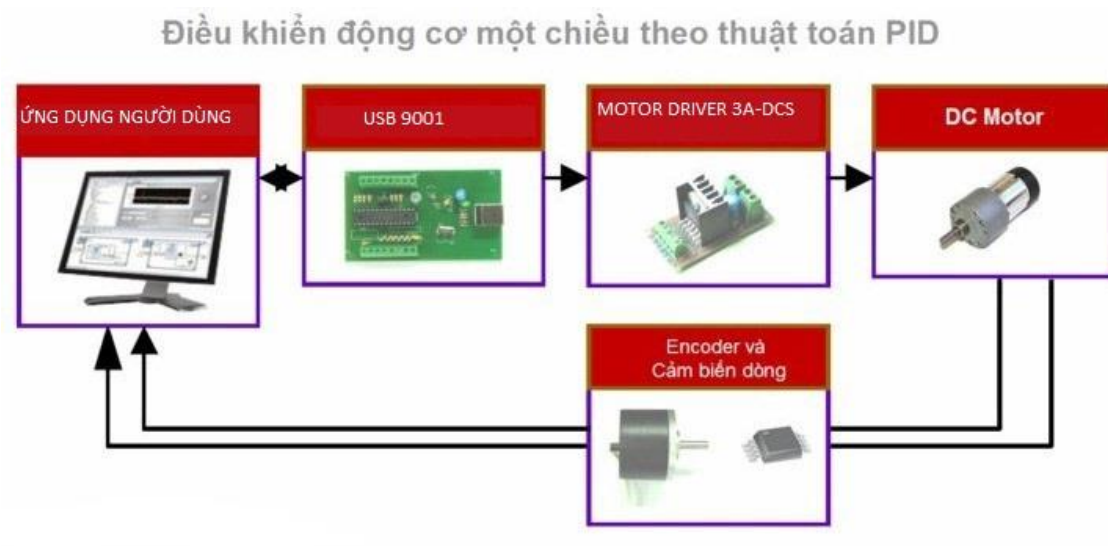 Điều khiển động cơ một chiều theo thuật toán PID
ỨNG DỤNG NGƯỜI DÙNG
USB 9001
MOTOR DRIVER 3A-DCS
DC Motor
Encoder và
Cảm biển dòng